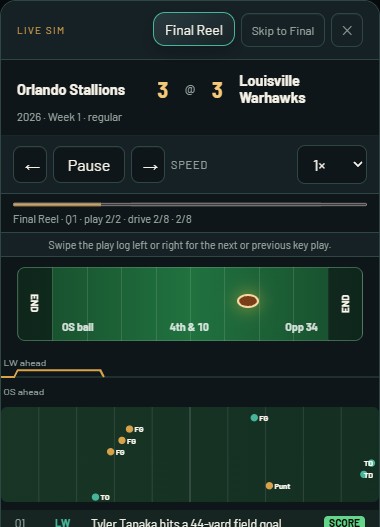 LIVE SIM
Final Reel
Skip to Final
×
Orlando Stallions
3 @ 3
Louisville
Warhawks
2026 · Week 1 · regular
← Pause → SPEED 1×
Final Reel · Q1 · play 2/2 · drive 2/8 · 2/8
Swipe the play log left or right for the next or previous key play.
END
OS ball
4th & 10
Opp 34
END
LW ahead
OS ahead
FG
FG
FG
FG
TD
TD
Punt
TD
Q1 LW Tyler Tanaka hits a 44-yard field goal SCORE